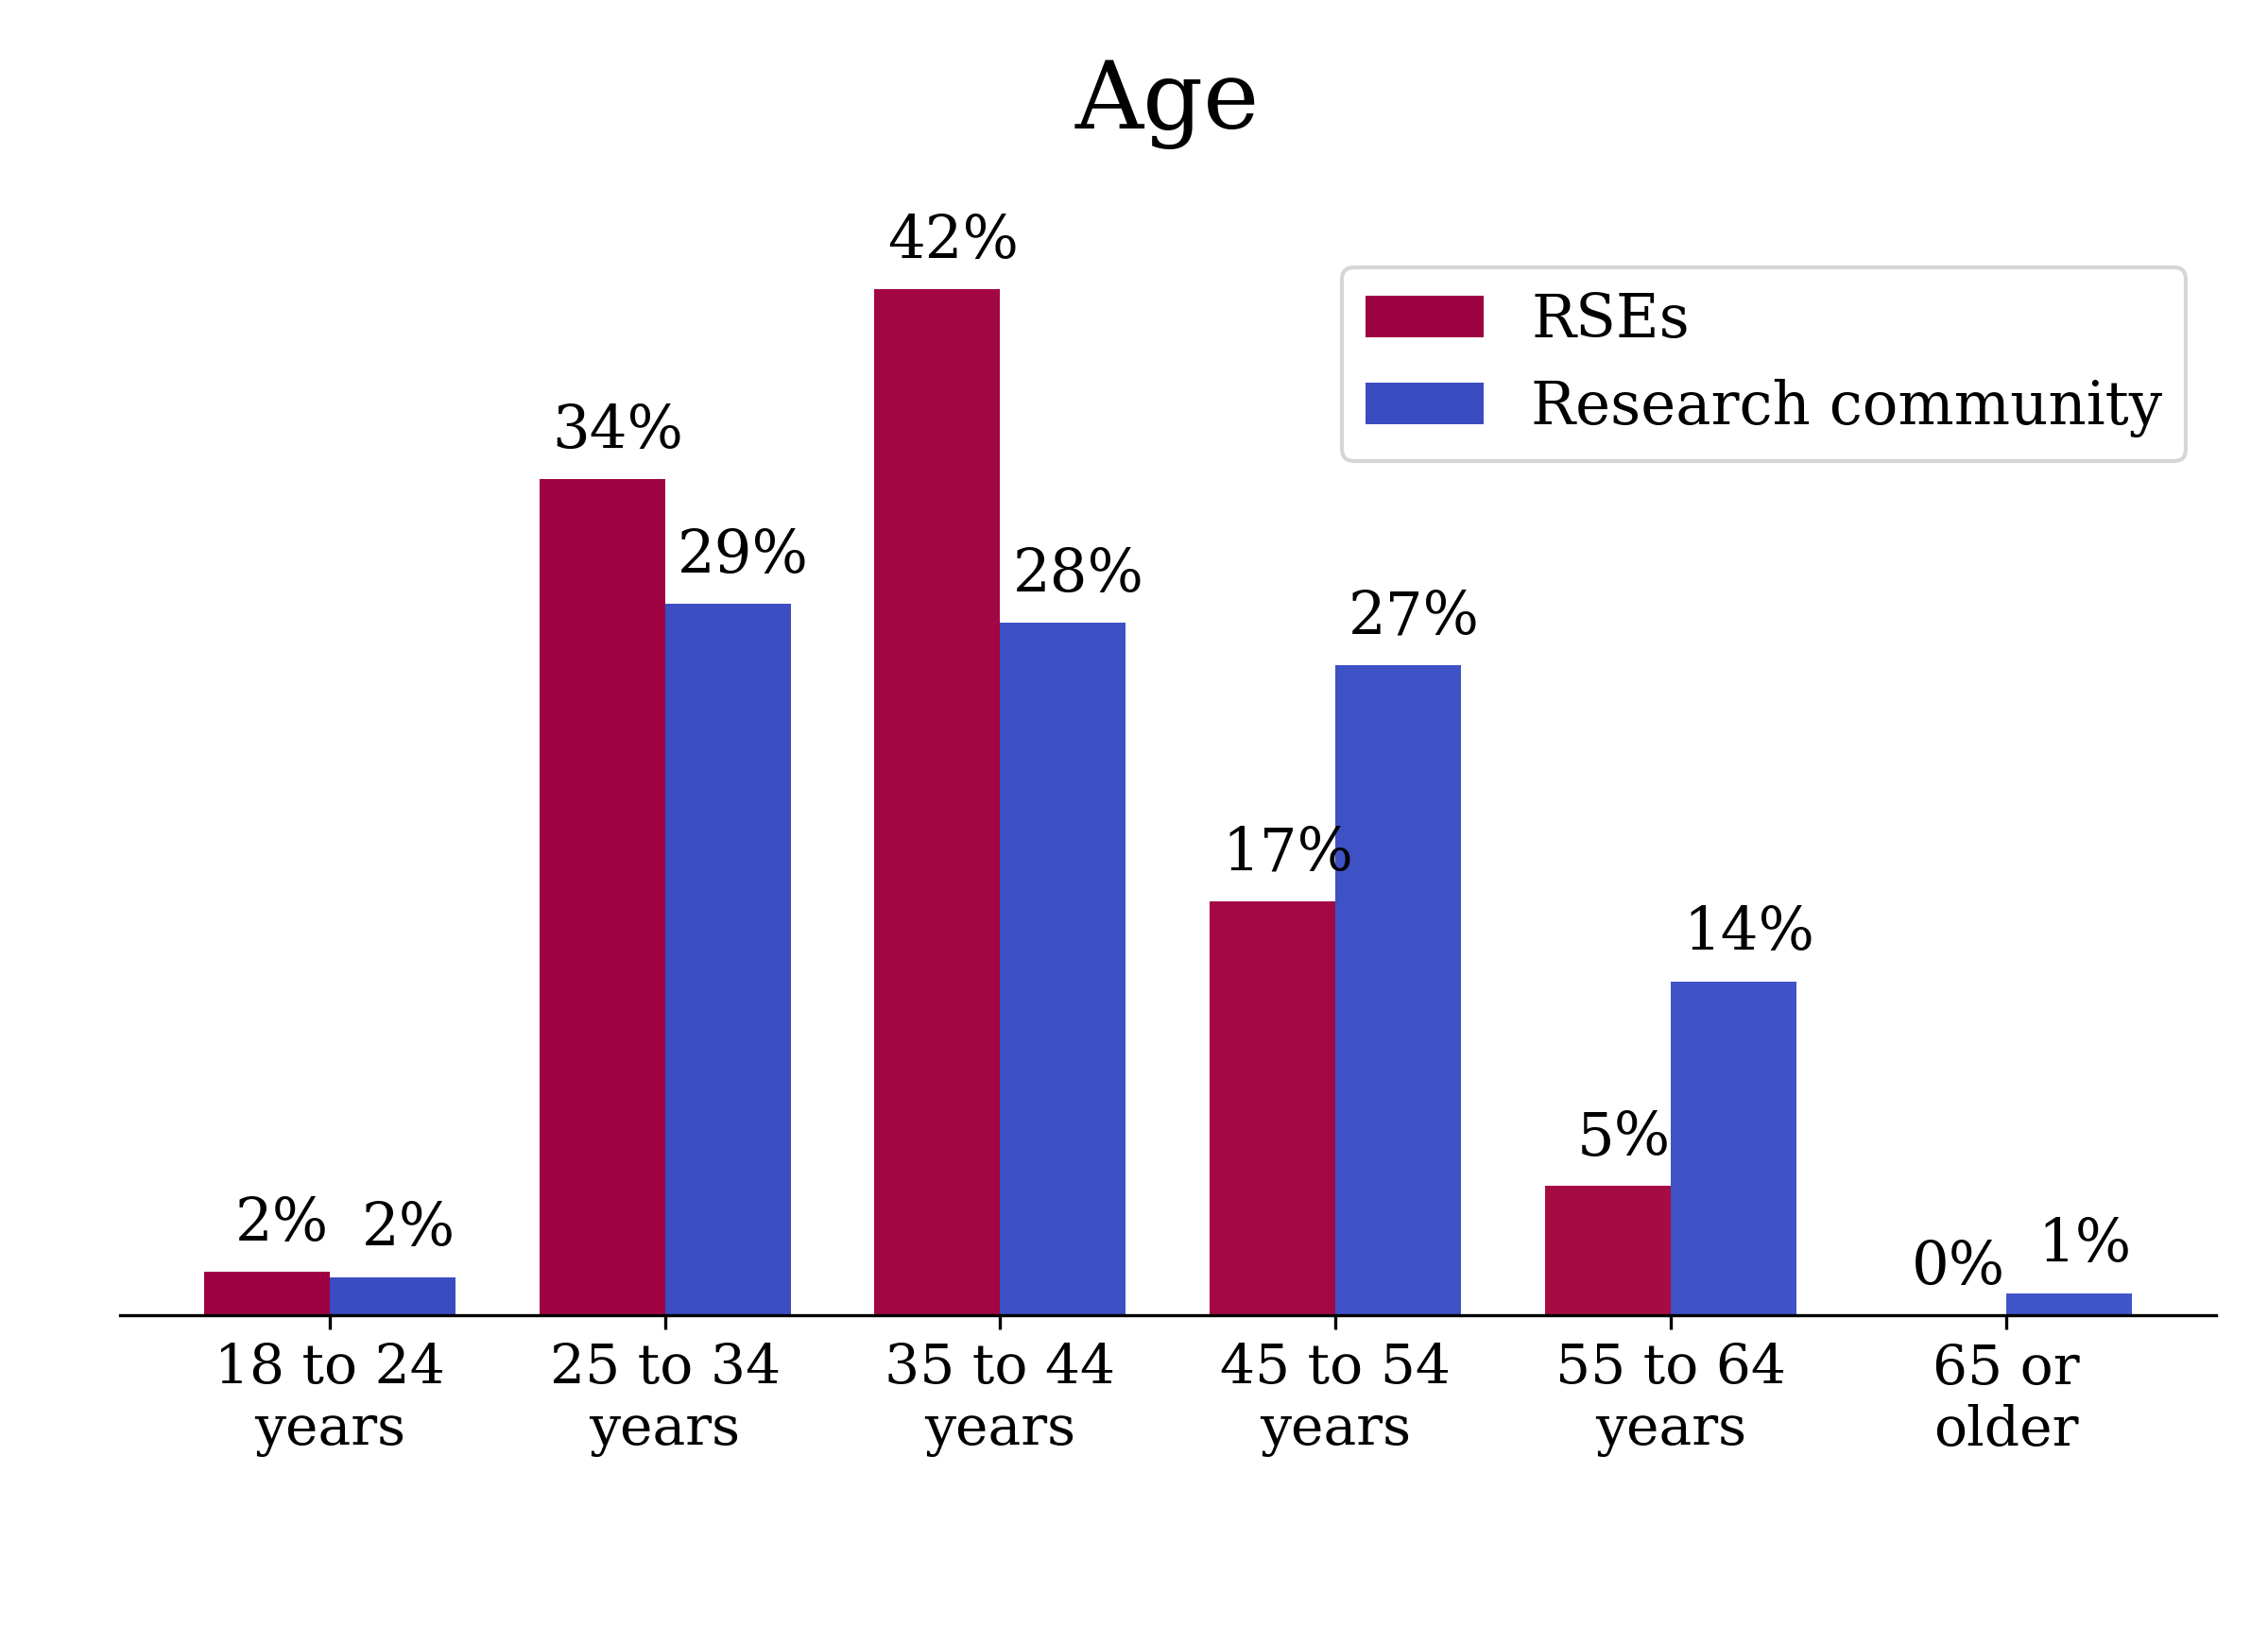 Age
42%
RSEs
34%
Research community
29%
28%
27%
17%
14%
5%
2%
2%
0%
1%
18 to 24
years
25 to 34
years
35 to 44
years
45 to 54
years
55 to 64
years
65 or
older